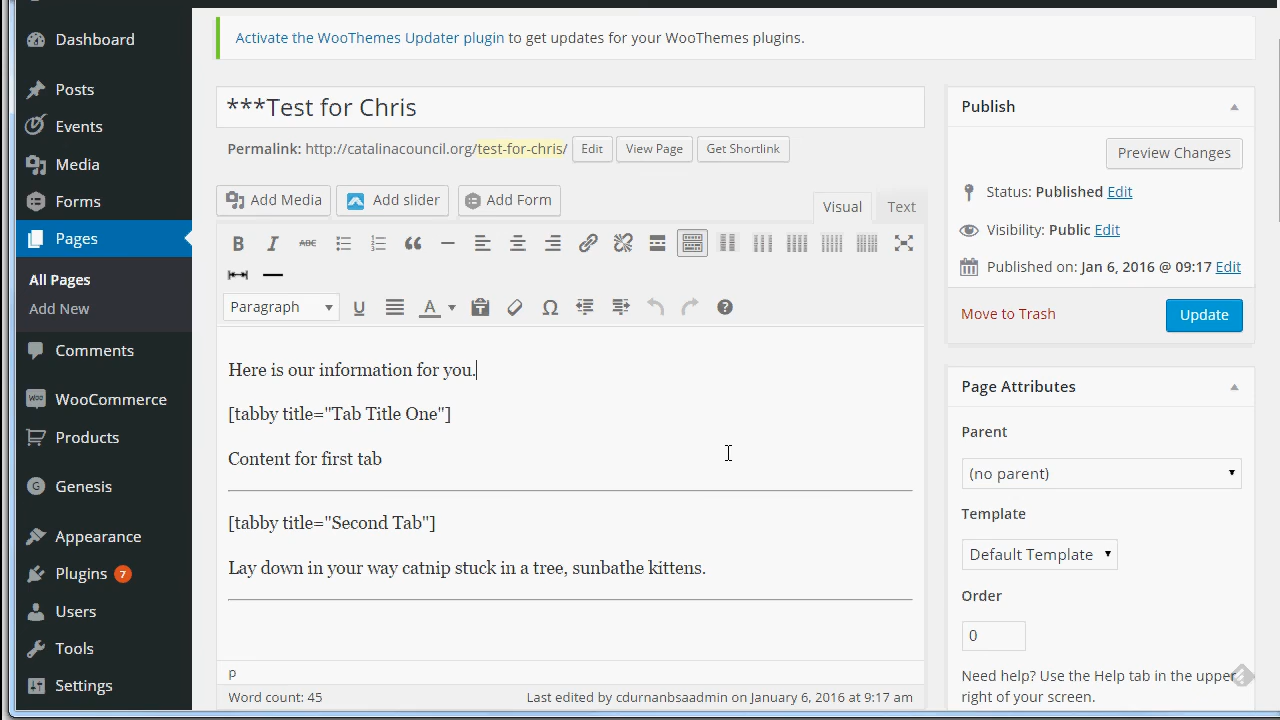 Dashboard
Posts
Events
Media
Forms
Pages
All Pages
Add New
Comments
WooCommerce
Products
Genesis
Appearance
Plugins 7
Users
Tools
Settings
Activate the WooThemes Updater plugin to get updates for your WooThemes plugins.
***Test for Chris
Permalink: http://catalinacouncil.org/test-for-chris/ Edit View Page Get Shortlink
Add Media Add slider Add Form Visual Text
B I ABC
Paragraph U A Ω
Here is our information for you.
[tabby title="Tab Title One"]
Content for first tab
[tabby title="Second Tab"]
Lay down in your way catnip stuck in a tree, sunbathe kittens.
p
Word count: 45 Last edited by cdurnanbsaadmin on January 6, 2016 at 9:17 am
Publish
Preview Changes
Status: Published Edit
Visibility: Public Edit
Published on: Jan 6, 2016 @ 09:17 Edit
Move to Trash Update
Page Attributes
Parent
(no parent)
Template
Default Template
Order
0
Need help? Use the Help tab in the upper
right of your screen.